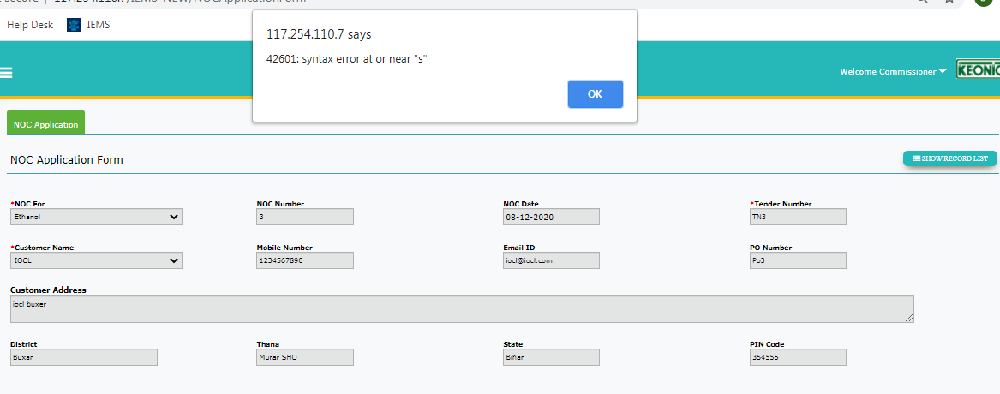 Help Desk IEMS
117.254.110.7 says
42601: syntax error at or near "s"
OK
Welcome Commissioner
NOC Application
NOC Application Form
SHOW RECORD LIST
*NOC For NOC Number NOC Date *Tender Number
Ethanol 3 08-12-2020 TN3
*Customer Name Mobile Number Email ID PO Number
IOCL 1234567890 iocl@iocl.com Po3
Customer Address
iocl buxer
District Thana State PIN Code
Buxar Murar SHO Bihar 354556